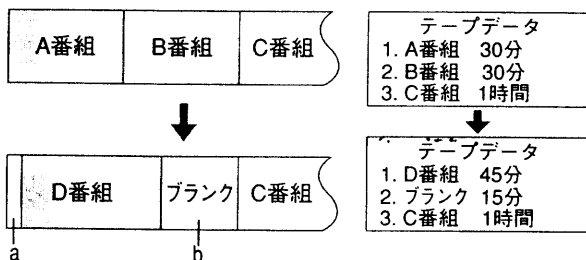 A番組 B番組 C番組
テープデータ
1. A番組 30分
2. B番組 30分
3. C番組 1時間
D番組 ブランク C番組
a b
テープデータ
1. D番組 45分
2. ブランク 15分
3. C番組 1時間